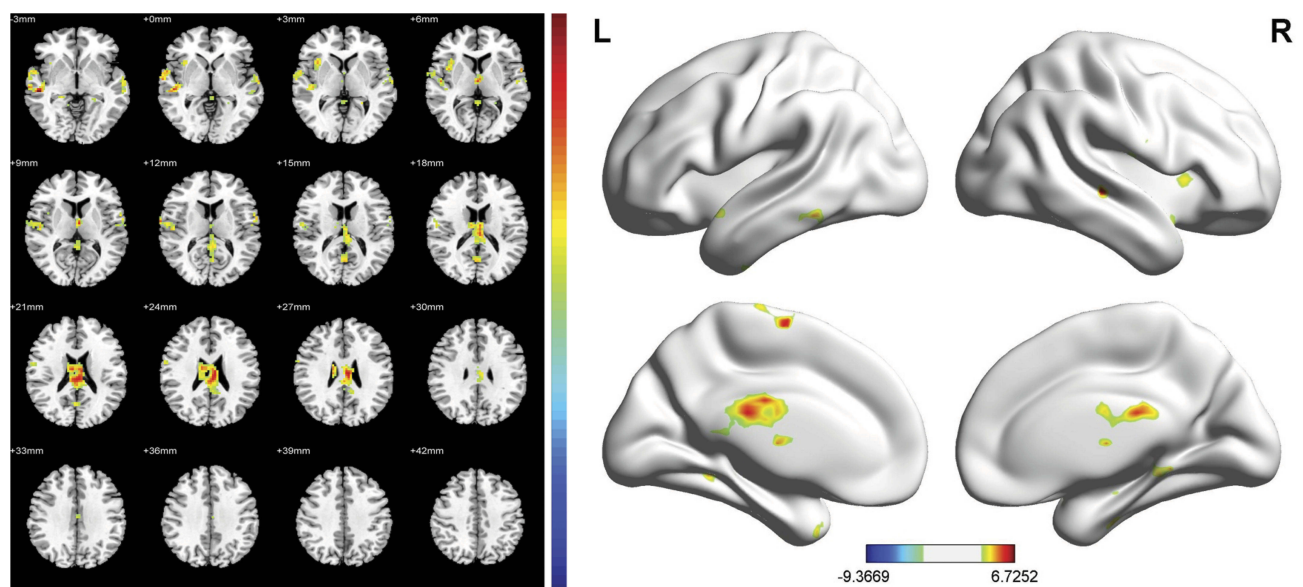 -3mm +0mm +3mm +6mm
+9mm +12mm +15mm +18mm
+21mm +24mm +27mm +30mm
+33mm +36mm +39mm +42mm
L R
-9.3669 6.7252